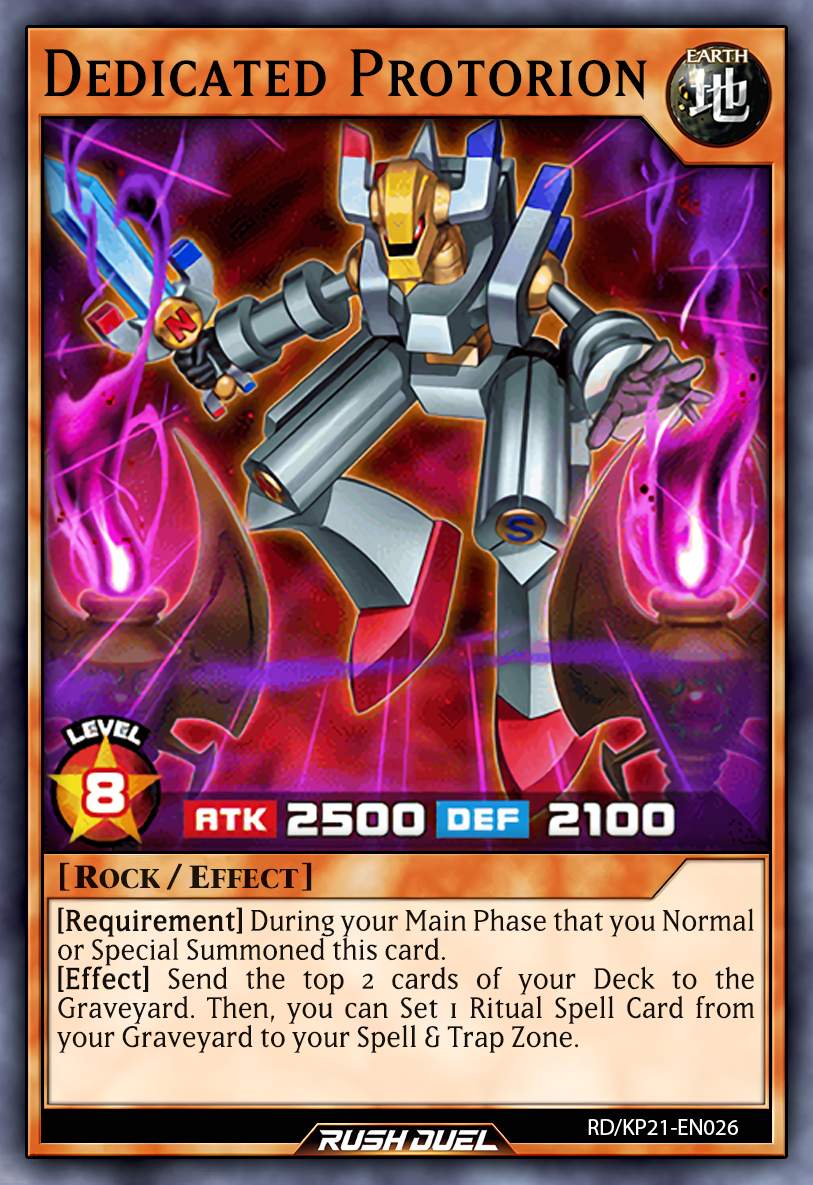 Dedicated Protorion
EARTH
地
N
S
LEVEL
8
ATK 2500 DEF 2100
[Rock / Effect]
[Requirement] During your Main Phase that you Normal
or Special Summoned this card.
[Effect] Send the top 2 cards of your Deck to the
Graveyard. Then, you can Set 1 Ritual Spell Card from
your Graveyard to your Spell & Trap Zone.
RD/KP21-EN026
RUSH DUEL